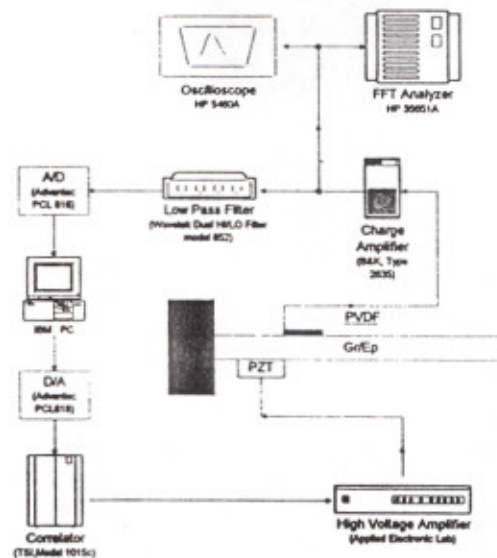 Oscilloscope
HP 5460A
FFT Analyzer
HP 35651A
A/D
(Advantec
PCL 816)
Low Pass Filter
(Wavetek Dual HI/LO Filter
model 852)
Charge
Amplifier
(B&K, Type
2635)
IBM PC
PVDF
Gr/Ep
PZT
D/A
(Advantec
PCL818)
Correlator
(TSI,Model 1015c)
High Voltage Amplifier
(Applied Electronic Lab)